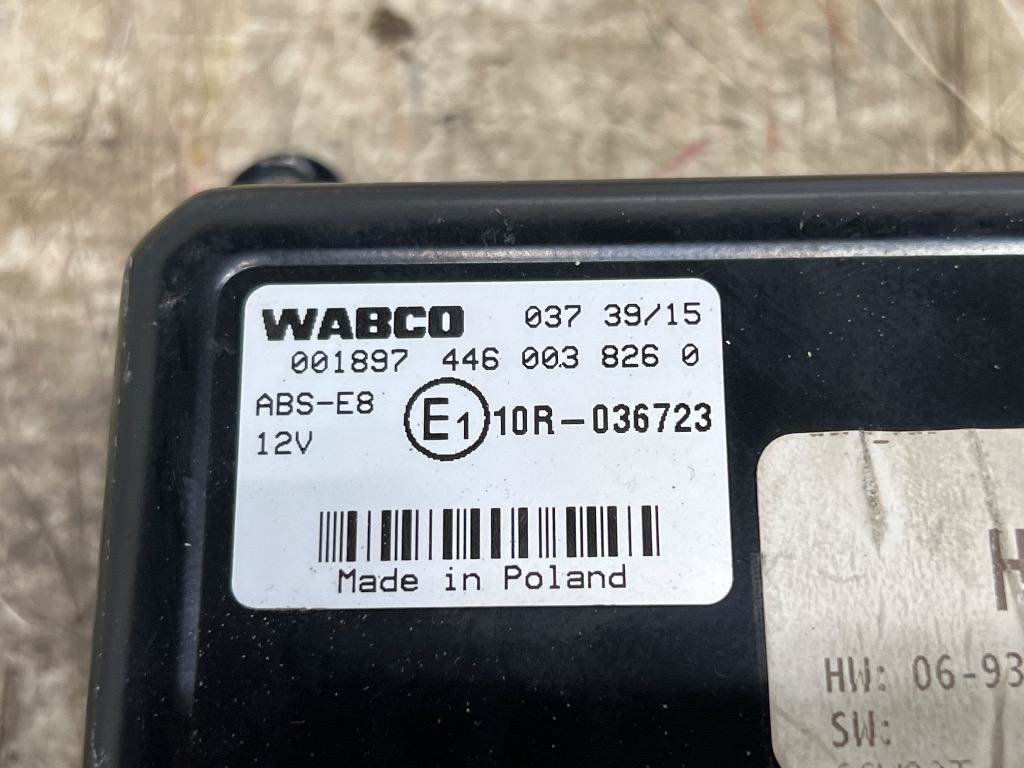 WABCO 037 39/15
001897 446 003 826 0
ABS-E8
12V
E1 10R-036723
Made in Poland
HW: 06-93
SW: